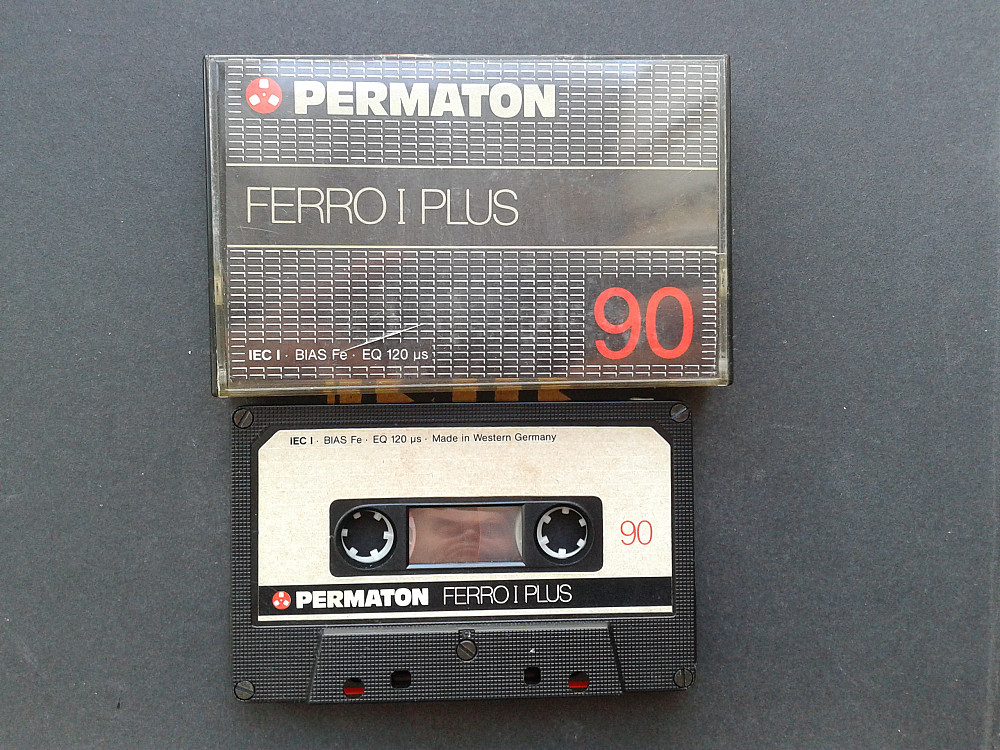 PERMATON
FERRO I PLUS
90
IEC I · BIAS Fe · EQ 120 µs
IEC I · BIAS Fe · EQ 120 µs · Made in Western Germany
90
PERMATON FERRO I PLUS